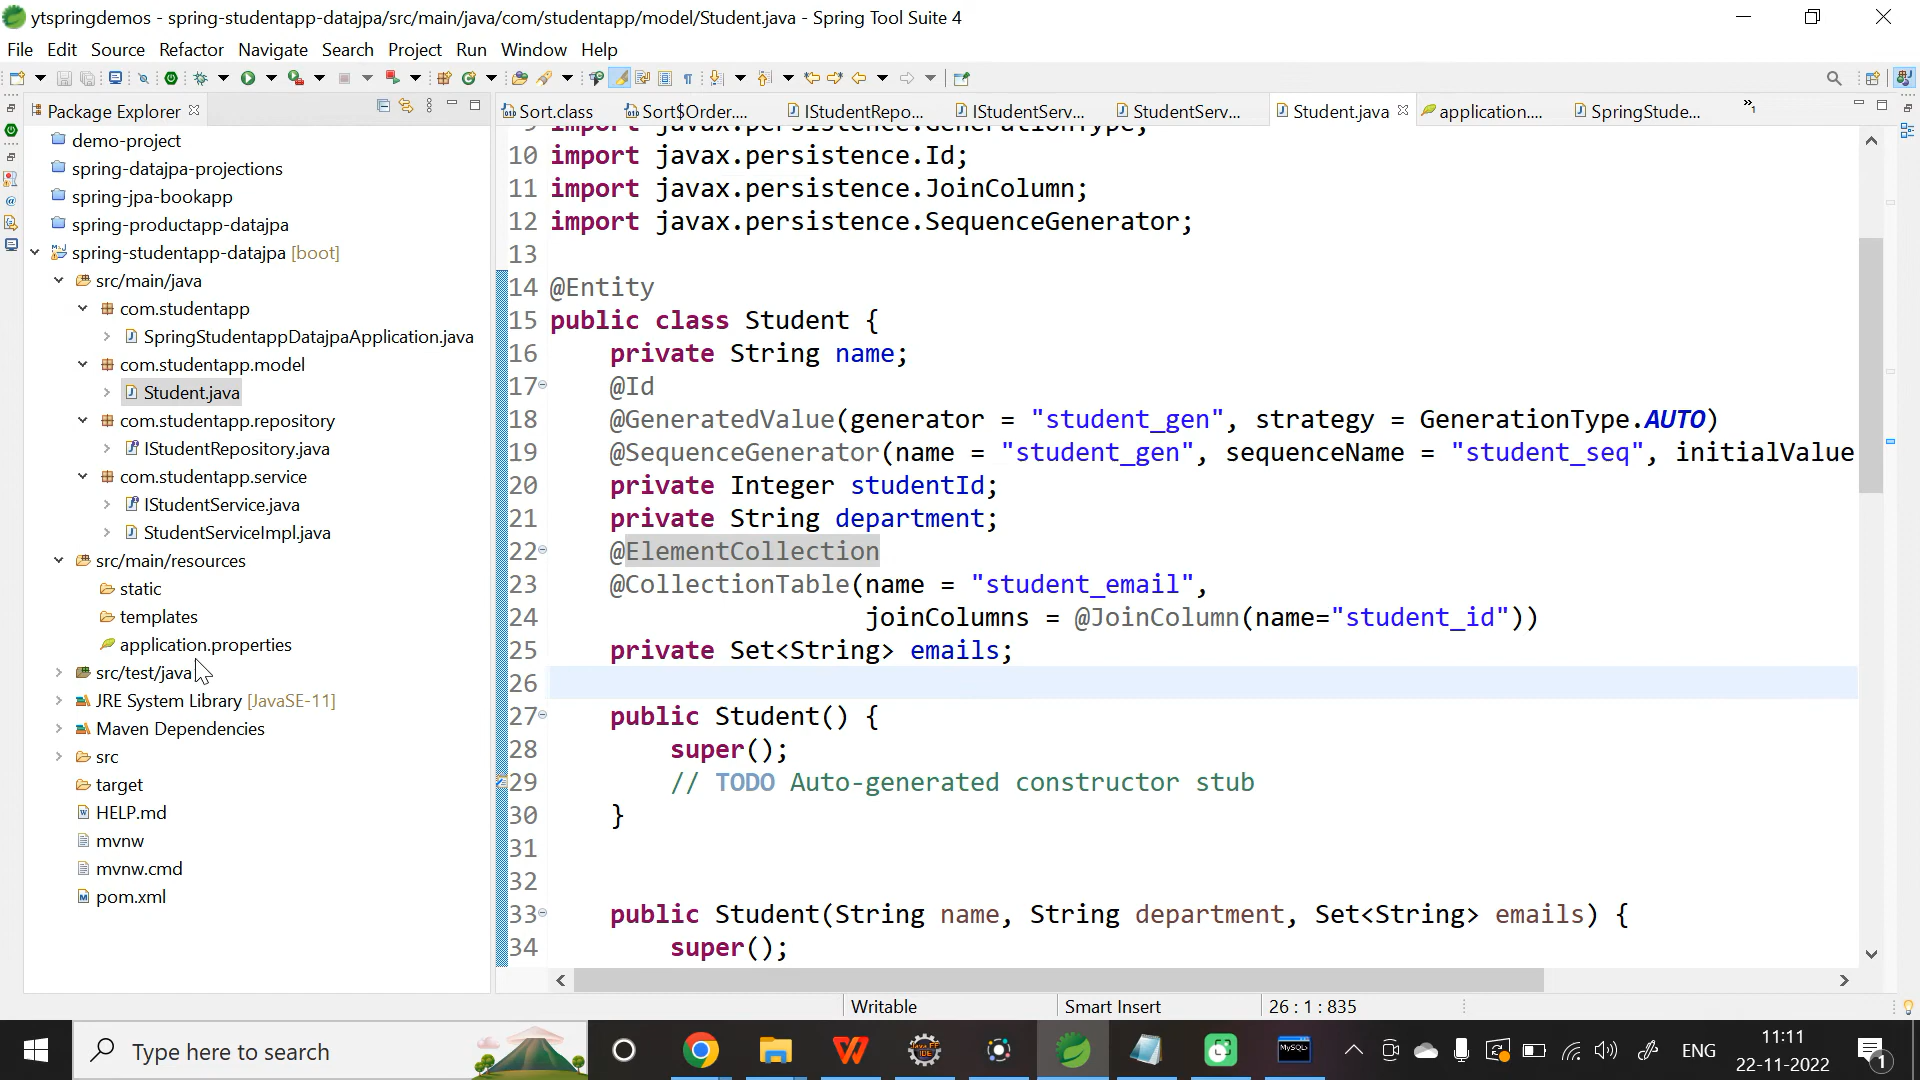 ytspringdemos - spring-studentapp-datajpa/src/main/java/com/studentapp/model/Student.java - Spring Tool Suite 4
File Edit Source Refactor Navigate Search Project Run Window Help
Package Explorer
demo-project
spring-datajpa-projections
spring-jpa-bookapp
spring-productapp-datajpa
spring-studentapp-datajpa [boot]
src/main/java
com.studentapp
SpringStudentappDatajpaApplication.java
com.studentapp.model
Student.java
com.studentapp.repository
IStudentRepository.java
com.studentapp.service
IStudentService.java
StudentServiceImpl.java
src/main/resources
static
templates
application.properties
src/test/java
JRE System Library [JavaSE-11]
Maven Dependencies
src
target
HELP.md
mvnw
mvnw.cmd
pom.xml
Sort.class Sort$Order.... IStudentRepo... IStudentServ... StudentServ... Student.java application.... SpringStude... »1
9 import javax.persistence.GenerationType;
10 import javax.persistence.Id;
11 import javax.persistence.JoinColumn;
12 import javax.persistence.SequenceGenerator;
13
14 @Entity
15 public class Student {
16 private String name;
17 @Id
18 @GeneratedValue(generator = "student_gen", strategy = GenerationType.AUTO)
19 @SequenceGenerator(name = "student_gen", sequenceName = "student_seq", initialValue
20 private Integer studentId;
21 private String department;
22 @ElementCollection
23 @CollectionTable(name = "student_email",
24 joinColumns = @JoinColumn(name="student_id"))
25 private Set<String> emails;
26
27 public Student() {
28 super();
29 // TODO Auto-generated constructor stub
30 }
31
32
33 public Student(String name, String department, Set<String> emails) {
34 super();
Writable Smart Insert 26 : 1 : 835
Type here to search
Java EE
IDE
MySQL
ENG
11:11
22-11-2022
1